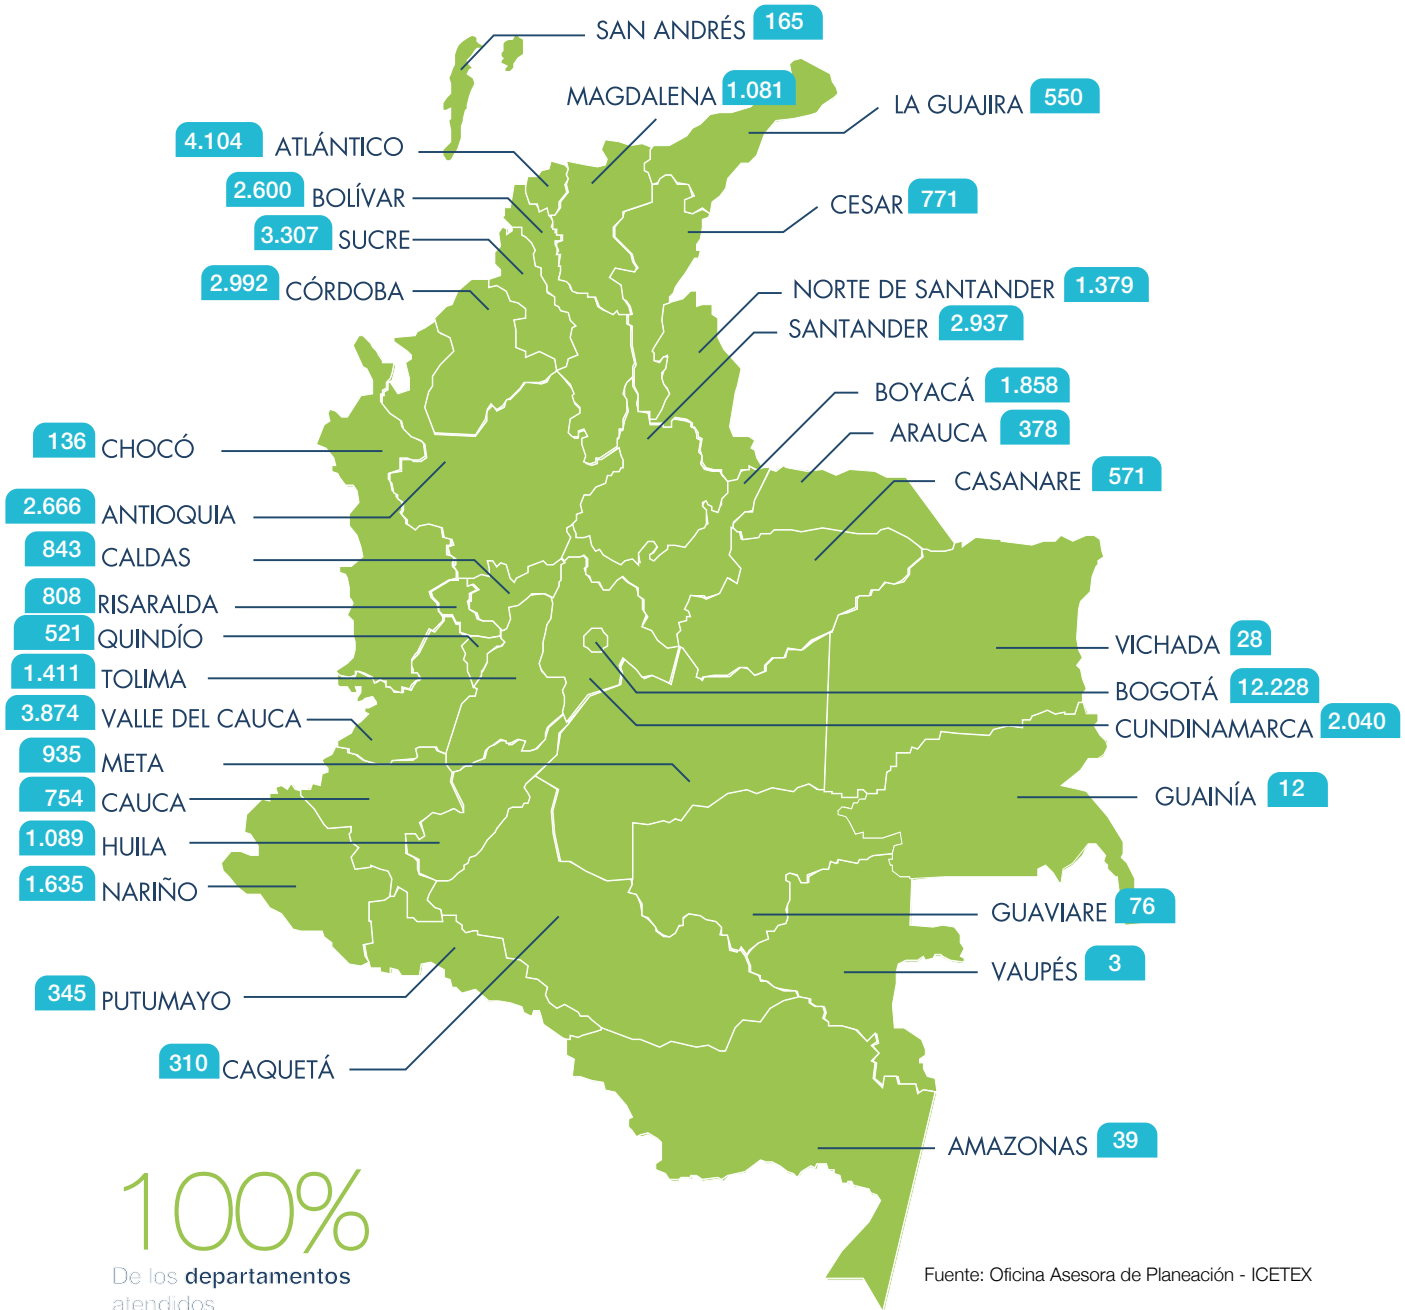 SAN ANDRÉS 165
MAGDALENA 1.081
LA GUAJIRA 550
4.104 ATLÁNTICO
2.600 BOLÍVAR
CESAR 771
3.307 SUCRE
2.992 CÓRDOBA
NORTE DE SANTANDER 1.379
SANTANDER 2.937
BOYACÁ 1.858
ARAUCA 378
136 CHOCÓ
CASANARE 571
2.666 ANTIOQUIA
843 CALDAS
808 RISARALDA
521 QUINDÍO
VICHADA 28
1.411 TOLIMA
BOGOTÁ 12.228
3.874 VALLE DEL CAUCA
CUNDINAMARCA 2.040
935 META
754 CAUCA
GUAINÍA 12
1.089 HUILA
1.635 NARIÑO
GUAVIARE 76
VAUPÉS 3
345 PUTUMAYO
310 CAQUETÁ
AMAZONAS 39
100%
De los departamentos
atendidos
Fuente: Oficina Asesora de Planeación - ICETEX